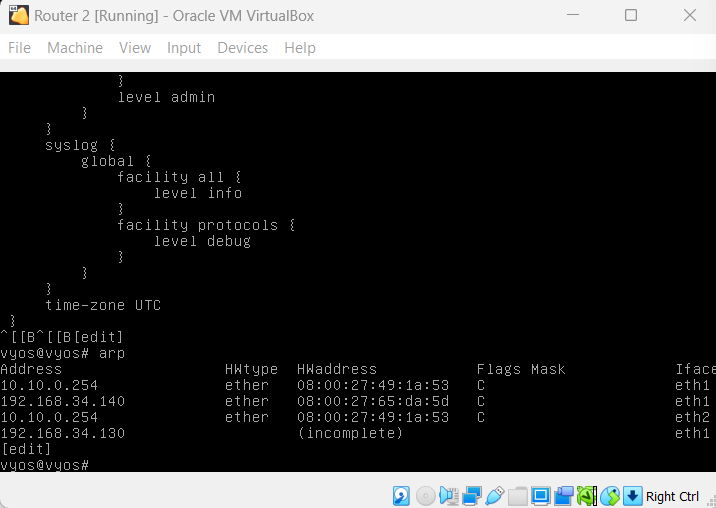 Router 2 [Running] - Oracle VM VirtualBox
File Machine View Input Devices Help
}
level admin
}
}
syslog {
global {
facility all {
level info
}
facility protocols {
level debug
}
}
}
time-zone UTC
}
^[[B^[[B[edit]
vyos@vyos# arp
Address HWtype HWaddress Flags Mask Iface
10.10.0.254 ether 08:00:27:49:1a:53 C eth1
192.168.34.140 ether 08:00:27:65:da:5d C eth1
10.10.0.254 ether 08:00:27:49:1a:53 C eth2
192.168.34.130 (incomplete) eth1
[edit]
vyos@vyos#
Right Ctrl